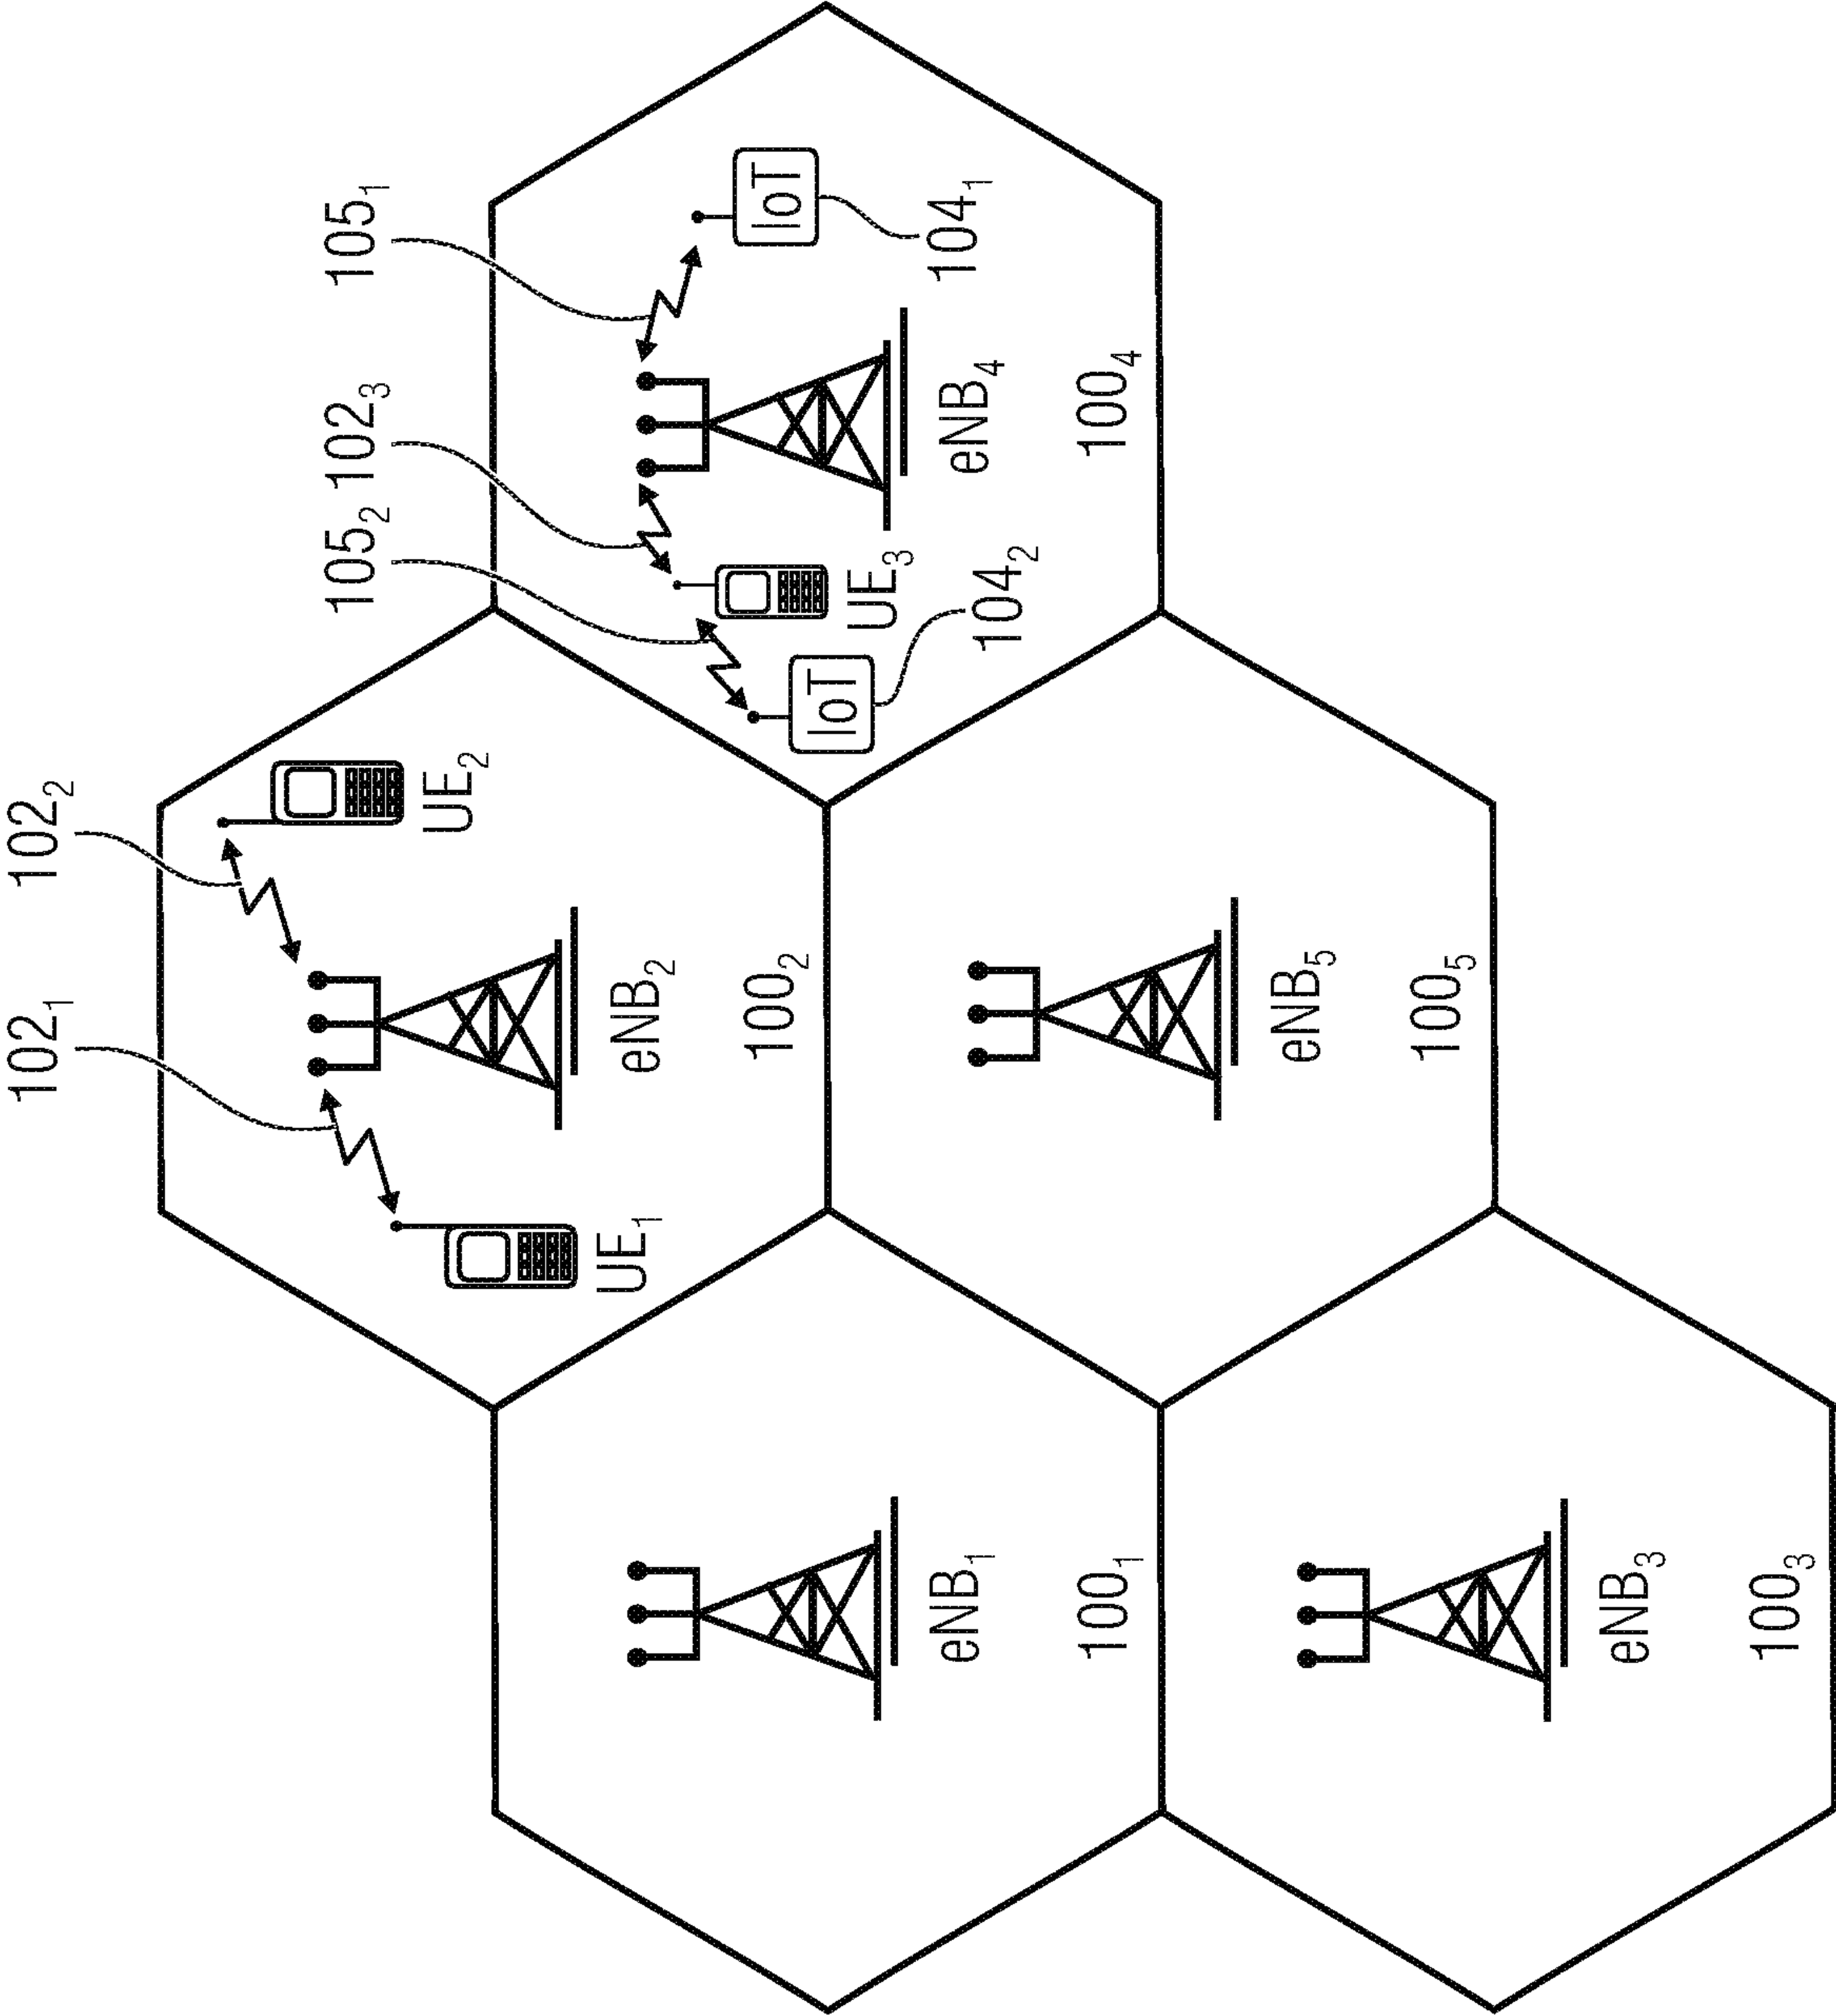 102₁
102₂
UE₁
UE₂
eNB₂
100₂
105₂
102₃
105₁
IoT
IoT
UE₃
104₂
104₁
eNB₄
100₄
eNB₁
100₁
eNB₅
100₅
eNB₃
100₃